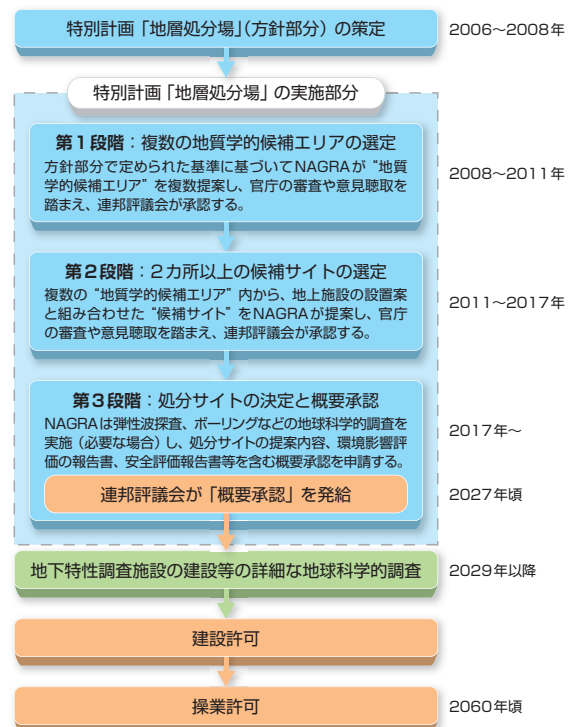 特別計画「地層処分場」(方針部分)の策定
2006～2008年
特別計画「地層処分場」の実施部分
第1段階：複数の地質学的候補エリアの選定
方針部分で定められた基準に基づいてNAGRAが“地質
学的候補エリア”を複数提案し、官庁の審査や意見聴取を
踏まえ、連邦評議会が承認する。
2008～2011年
第2段階：2カ所以上の候補サイトの選定
複数の“地質学的候補エリア”内から、地上施設の設置案
と組み合わせた“候補サイト”をNAGRAが提案し、官庁
の審査や意見聴取を踏まえ、連邦評議会が承認する。
2011～2017年
第3段階：処分サイトの決定と概要承認
NAGRAは弾性波探査、ボーリングなどの地球科学的調査を
実施（必要な場合）し、処分サイトの提案内容、環境影響評
価の報告書、安全評価報告書等を含む概要承認を申請する。
2017年～
連邦評議会が「概要承認」を発給
2027年頃
地下特性調査施設の建設等の詳細な地球科学的調査
2029年以降
建設許可
操業許可
2060年頃